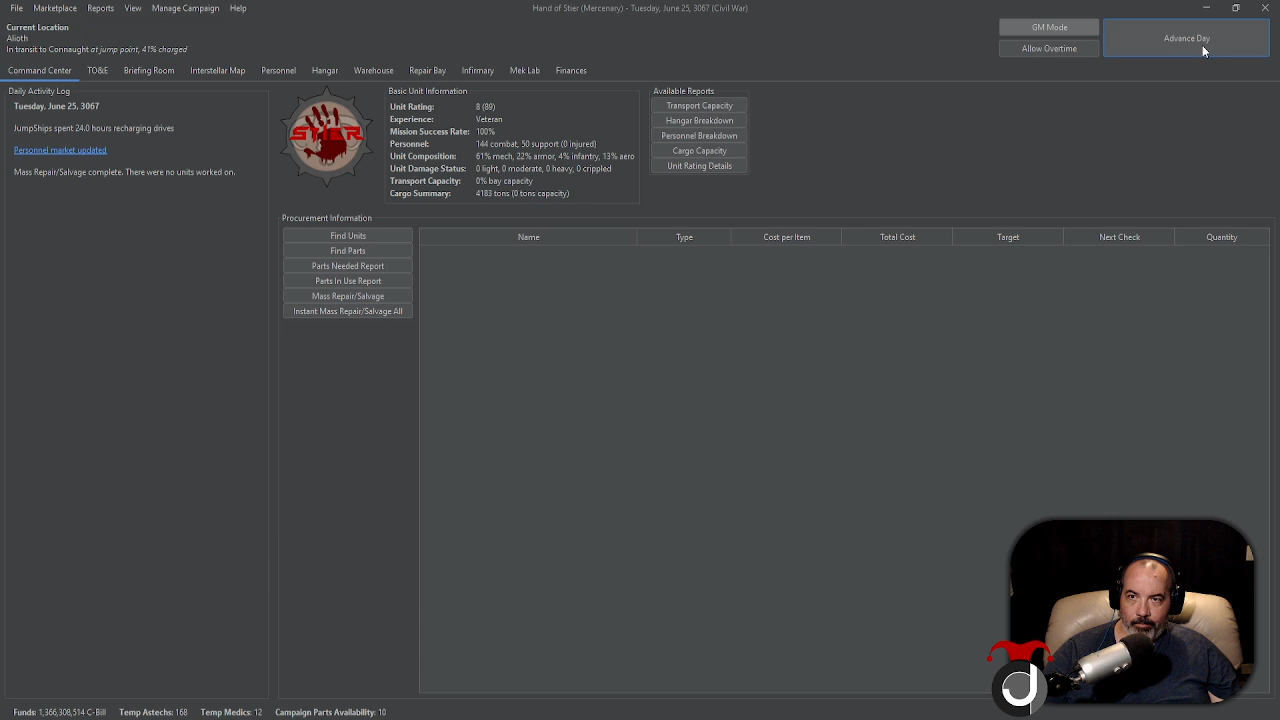 File Marketplace Reports View Manage Campaign Help
Hand of Stier (Mercenary) - Tuesday, June 25, 3067 (Civil War)
Current Location
Alioth
In transit to Connaught at jump point, 41% charged
GM Mode
Allow Overtime
Advance Day
Command Center TO&E Briefing Room Interstellar Map Personnel Hangar Warehouse Repair Bay Infirmary Mek Lab Finances
Daily Activity Log
Tuesday, June 25, 3067
JumpShips spent 24.0 hours recharging drives
Personnel market updated
Mass Repair/Salvage complete. There were no units worked on.
STIER
Basic Unit Information
Unit Rating: 8 (89)
Experience: Veteran
Mission Success Rate: 100%
Personnel: 144 combat, 50 support (0 injured)
Unit Composition: 61% mech, 22% armor, 4% infantry, 13% aero
Unit Damage Status: 0 light, 0 moderate, 0 heavy, 0 crippled
Transport Capacity: 0% bay capacity
Cargo Summary: 4183 tons (0 tons capacity)
Available Reports
Transport Capacity
Hangar Breakdown
Personnel Breakdown
Cargo Capacity
Unit Rating Details
Procurement Information
Find Units
Find Parts
Parts Needed Report
Parts In Use Report
Mass Repair/Salvage
Instant Mass Repair/Salvage All
Name Type Cost per Item Total Cost Target Next Check Quantity
Funds: 1,366,308,514 C-Bill Temp Astechs: 168 Temp Medics: 12 Campaign Parts Availability: 10